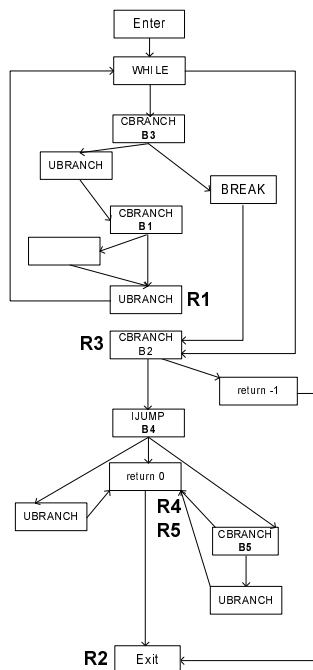 Enter
WHILE
CBRANCH
B3
UBRANCH
BREAK
CBRANCH
B1
UBRANCH R1
R3 CBRANCH
B2
return -1
IJUMP
B4
return 0
R4
UBRANCH
R5 CBRANCH
B5
UBRANCH
R2 Exit